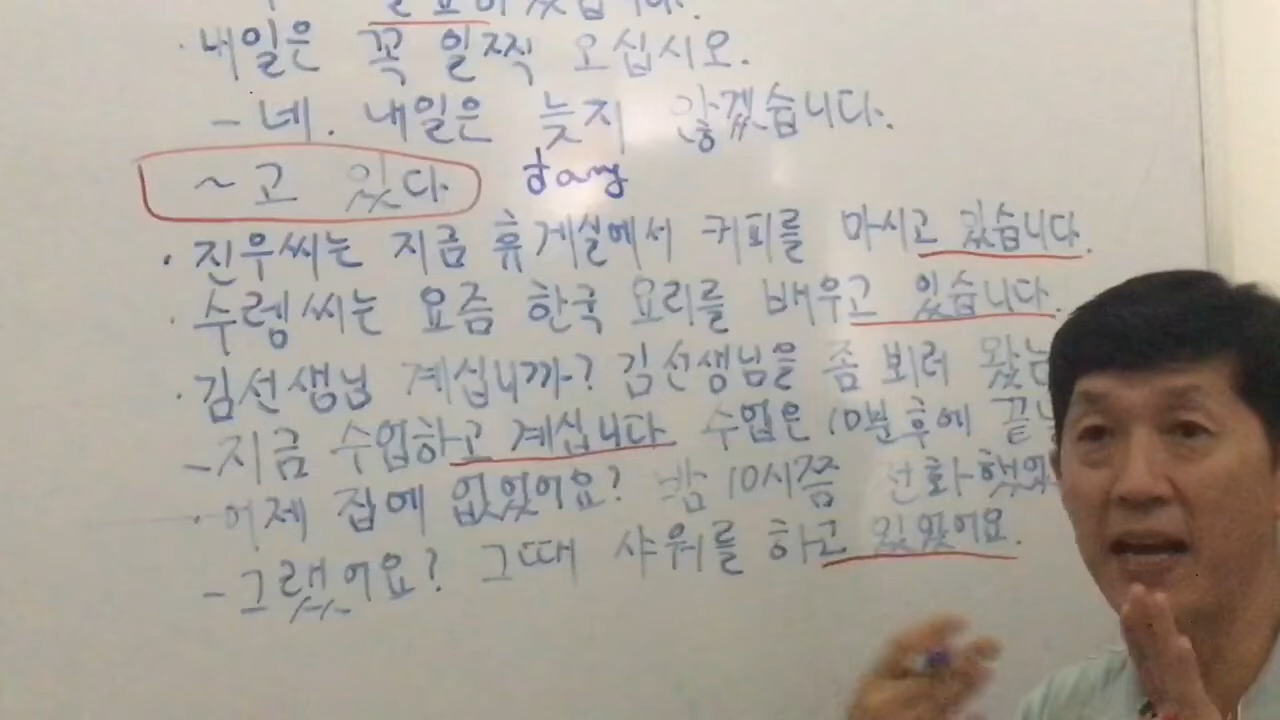 · 내일은 꼭 일찍 오십시오.
- 네. 내일은 늦지 않겠습니다.
~고 있다 đang
· 진우씨는 지금 휴게실에서 커피를 마시고 있습니다.
· 수렝씨는 요즘 한국 요리를 배우고 있습니다.
· 김선생님 계십니까? 김선생님을 좀 뵈러 왔는
- 지금 수업하고 계십니다 수업은 10분후에
· 어제 집에 없었어요? 밤 10시쯤 전화했었
- 그랬어요? 그때 샤워를 하고 있었어요.